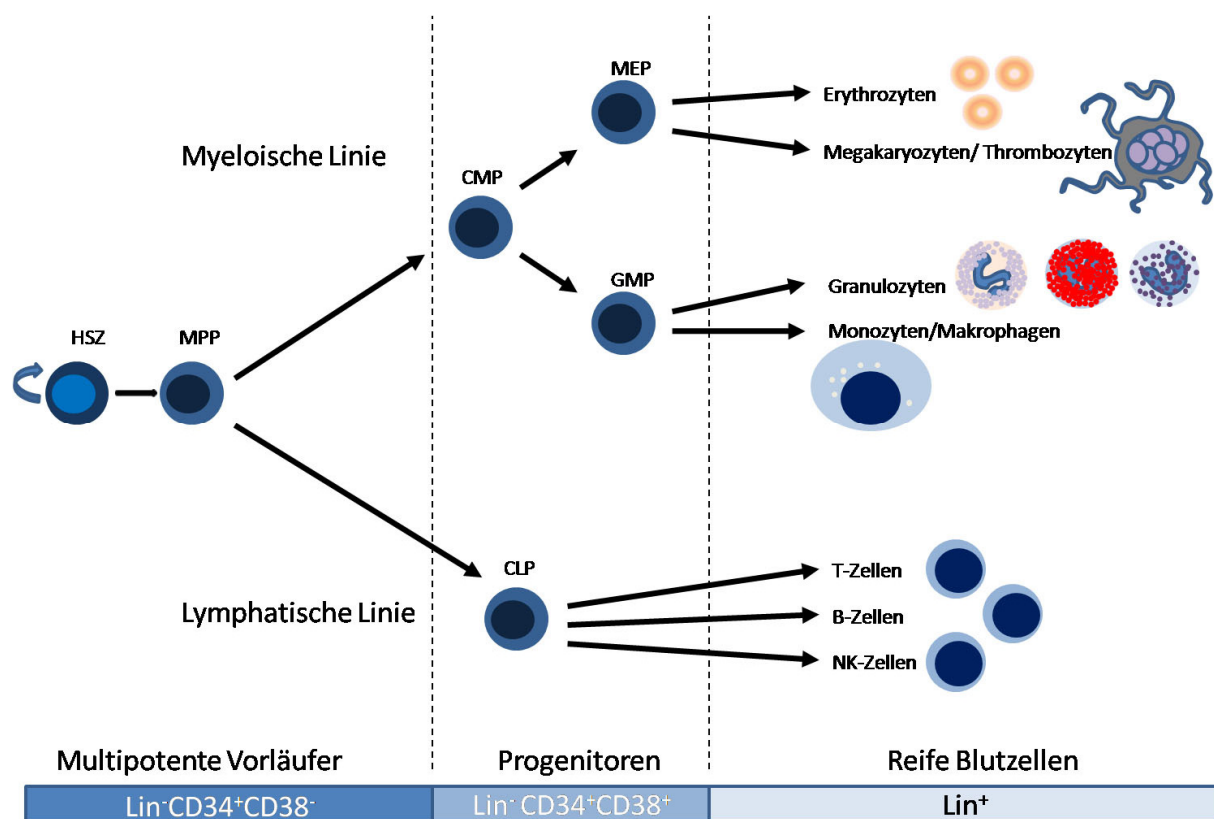 MEP
Erythrozyten
Myeloische Linie
Megakaryozyten/ Thrombozyten
CMP
GMP
Granulozyten
HSZ
MPP
Monozyten/Makrophagen
CLP
T-Zellen
Lymphatische Linie
B-Zellen
NK-Zellen
Multipotente Vorläufer
Progenitoren
Reife Blutzellen
Lin⁻CD34⁺CD38⁻
Lin⁻ CD34⁺CD38⁺
Lin⁺